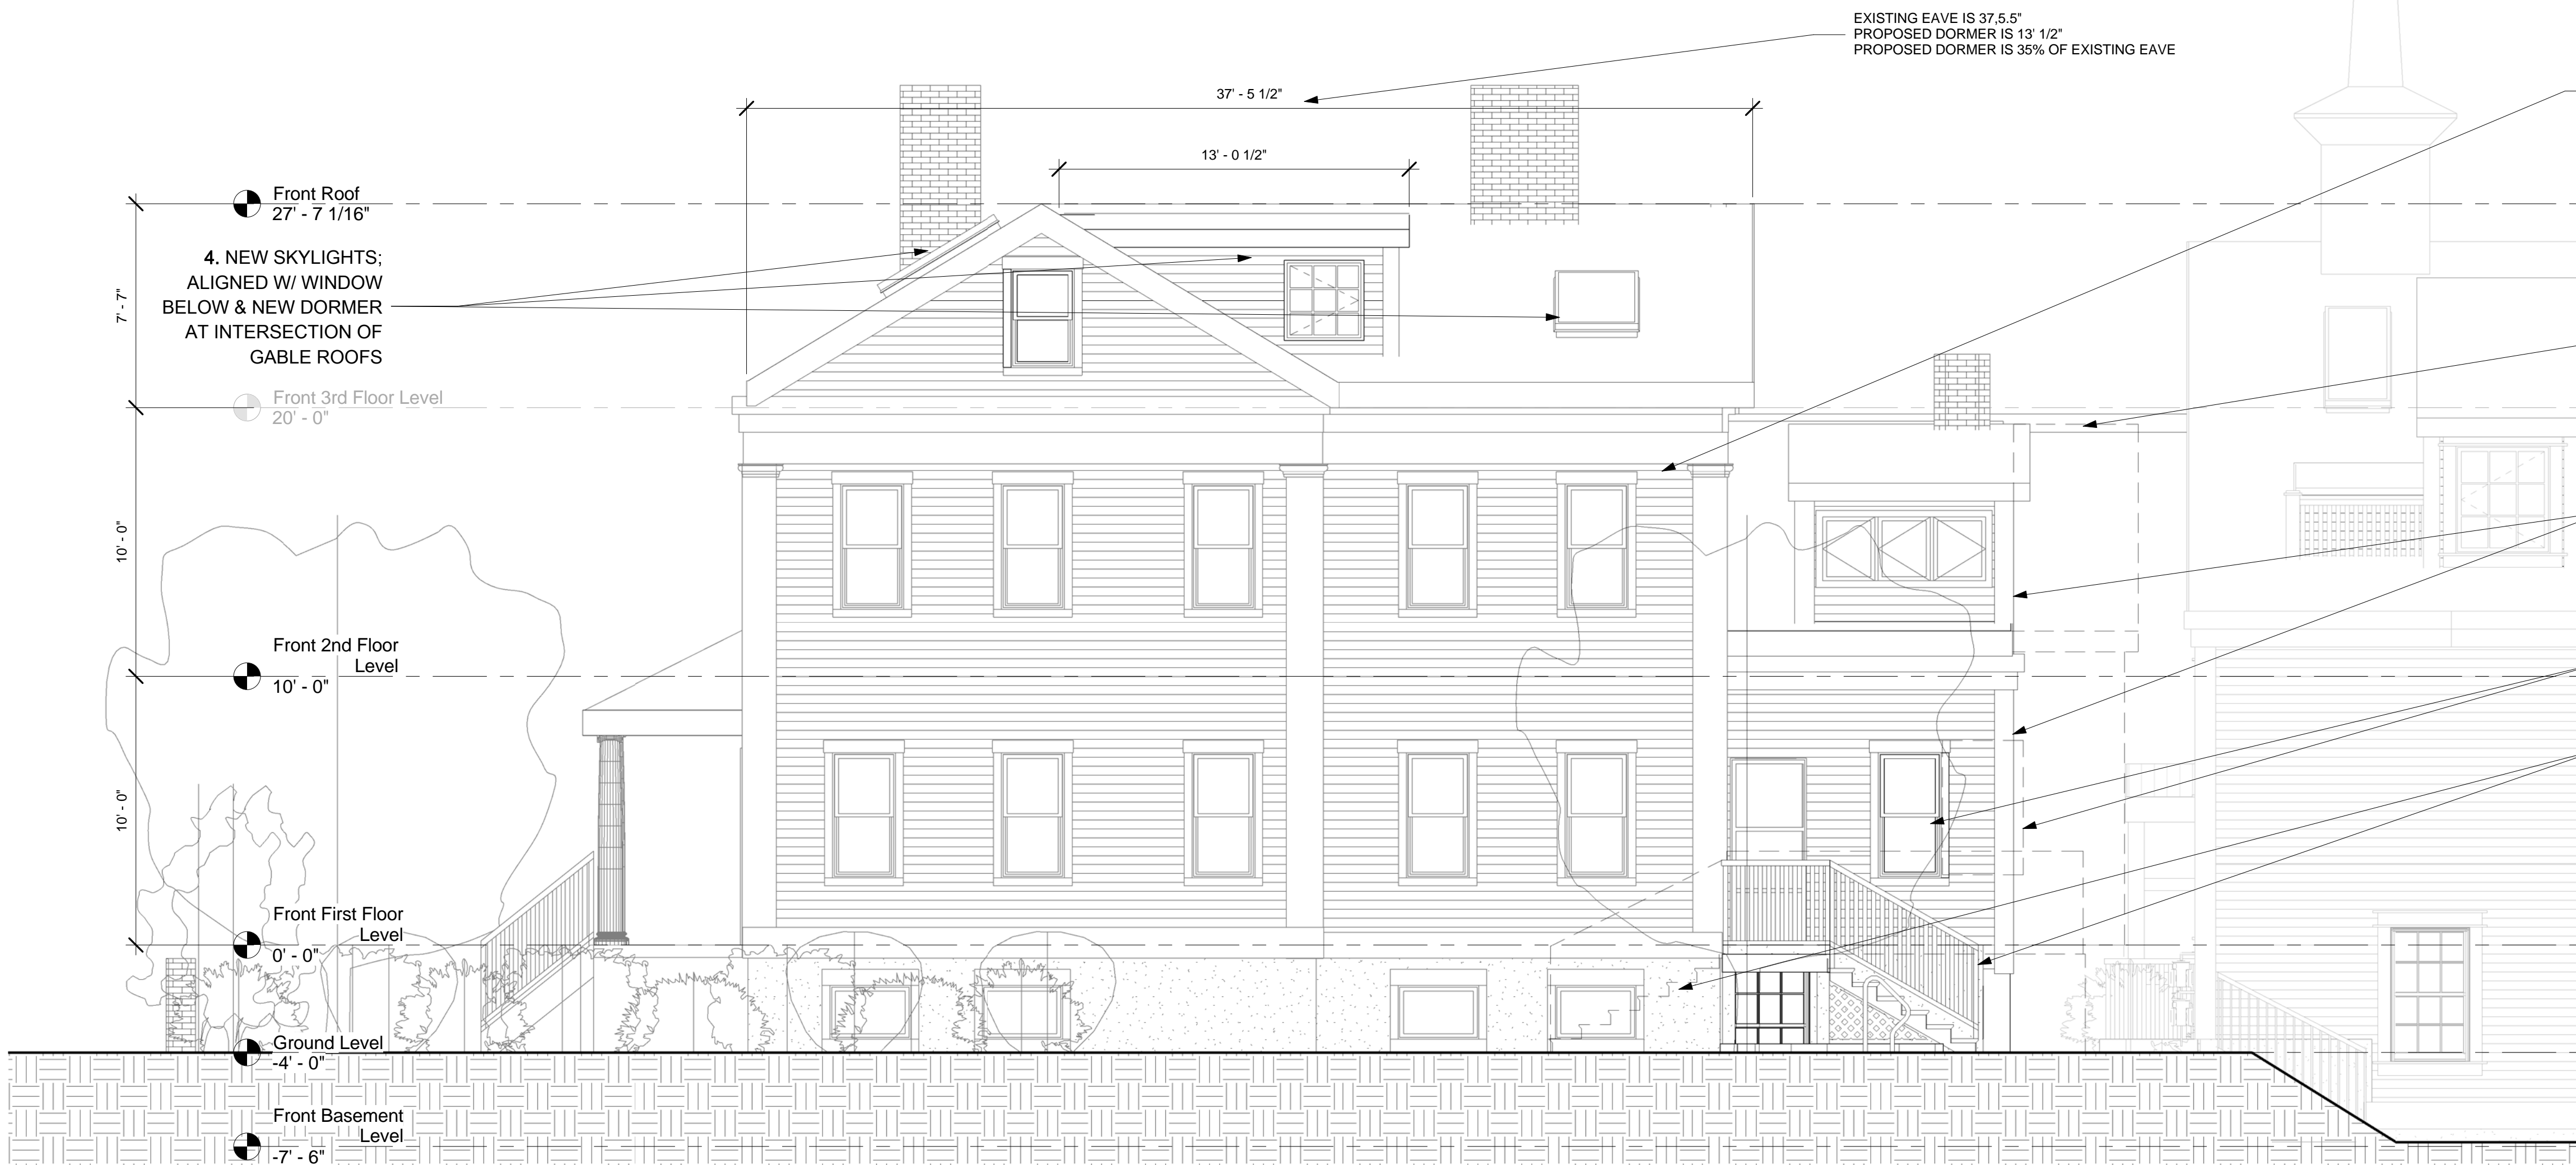 EXISTING EAVE IS 37,5.5"
PROPOSED DORMER IS 13' 1/2"
PROPOSED DORMER IS 35% OF EXISTING EAVE
37' - 5 1/2"
13' - 0 1/2"
Front Roof
27' - 7 1/16"
4. NEW SKYLIGHTS;
ALIGNED W/ WINDOW
BELOW & NEW DORMER
AT INTERSECTION OF
GABLE ROOFS
7' - 7"
Front 3rd Floor Level
20' - 0"
10' - 0"
Front 2nd Floor
Level
10' - 0"
10' - 0"
Front First Floor
Level
0' - 0"
Ground Level
-4' - 0"
Front Basement
Level
-7' - 6"